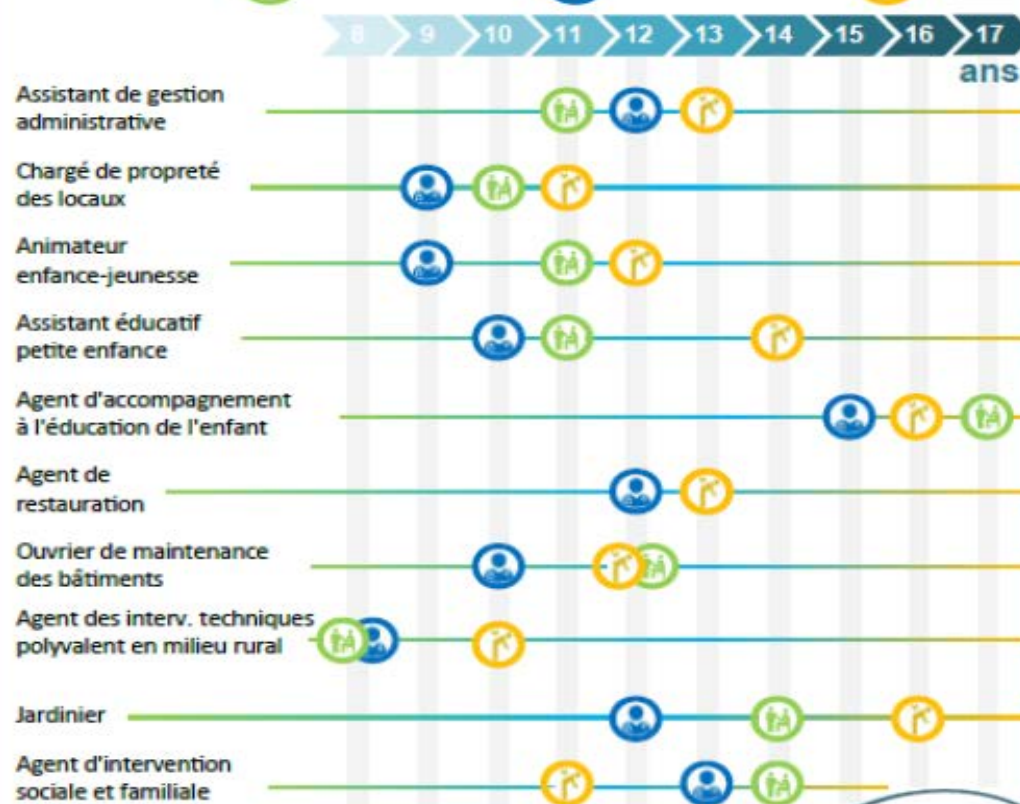 8 9 10 11 12 13 14 15 16 17
ans
Assistant de gestion
administrative
Chargé de propreté
des locaux
Animateur
enfance-jeunesse
Assistant éducatif
petite enfance
Agent d'accompagnement
à l'éducation de l'enfant
Agent de
restauration
Ouvrier de maintenance
des bâtiments
Agent des interv. techniques
polyvalent en milieu rural
Jardinier
Agent d'intervention
sociale et familiale